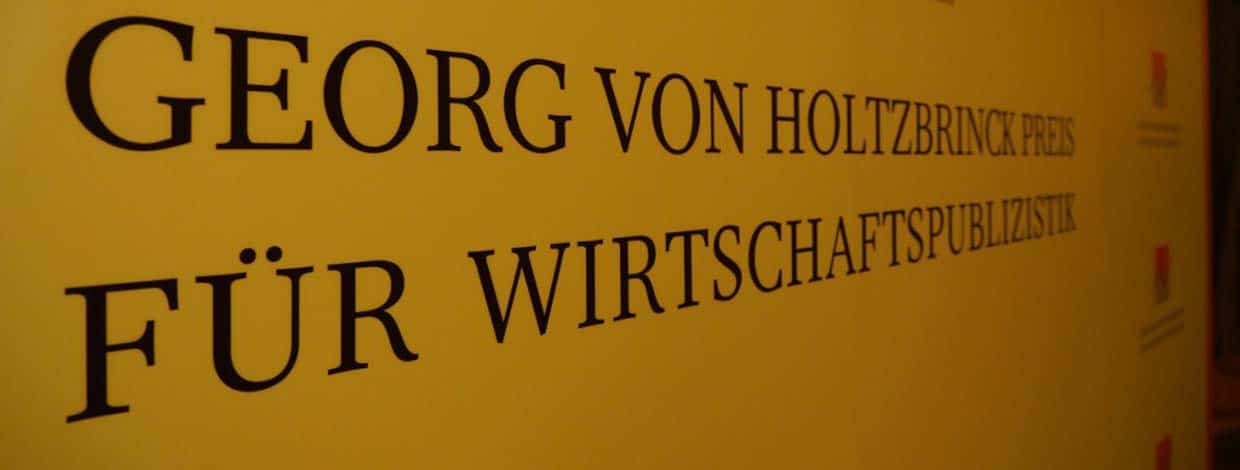 GEORG VON HOLTZBRINCK PREIS
FÜR WIRTSCHAFTSPUBLIZISTIK